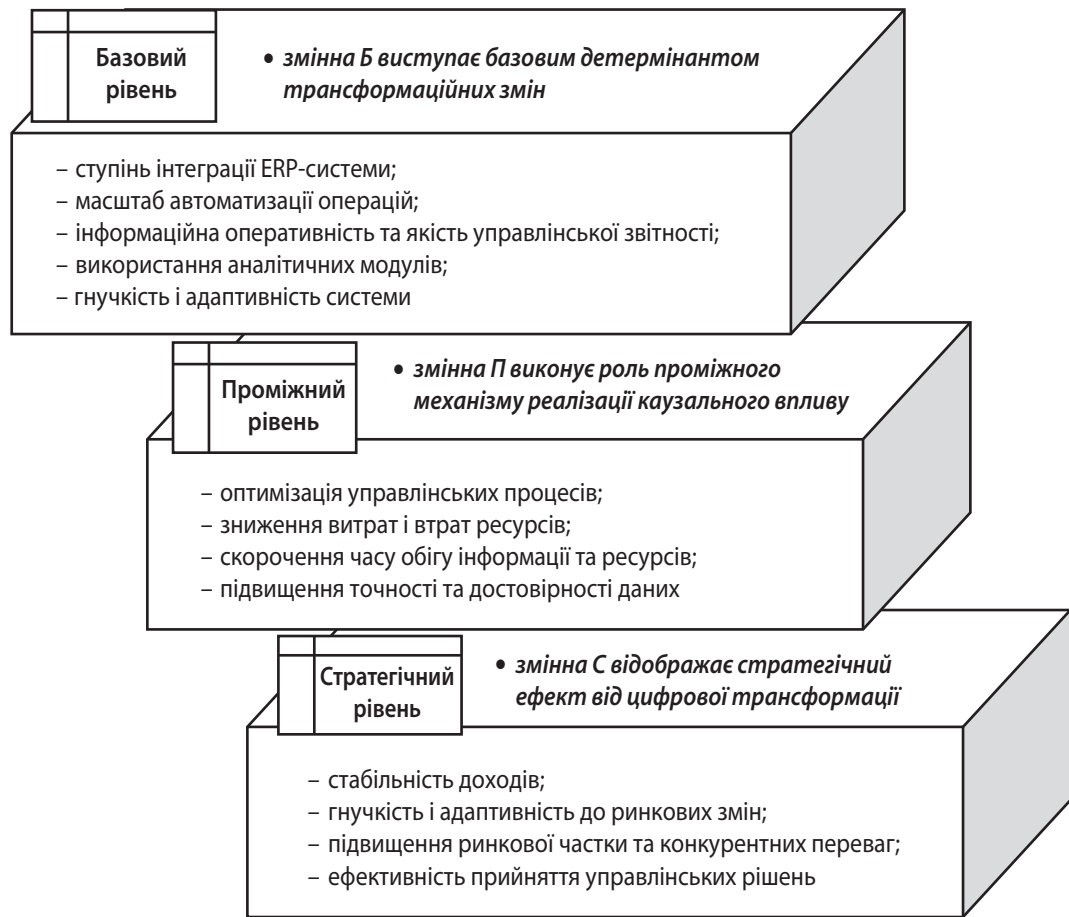 Базовий
рівень
• змінна Б виступає базовим детермінантом
трансформаційних змін
– ступінь інтеграції ERP-системи;
– масштаб автоматизації операцій;
– інформаційна оперативність та якість управлінської звітності;
– використання аналітичних модулів;
– гнучкість і адаптивність системи
Проміжний
рівень
• змінна П виконує роль проміжного
механізму реалізації каузального впливу
– оптимізація управлінських процесів;
– зниження витрат і втрат ресурсів;
– скорочення часу обігу інформації та ресурсів;
– підвищення точності та достовірності даних
Стратегічний
рівень
• змінна С відображає стратегічний
ефект від цифрової трансформації
– стабільність доходів;
– гнучкість і адаптивність до ринкових змін;
– підвищення ринкової частки та конкурентних переваг;
– ефективність прийняття управлінських рішень